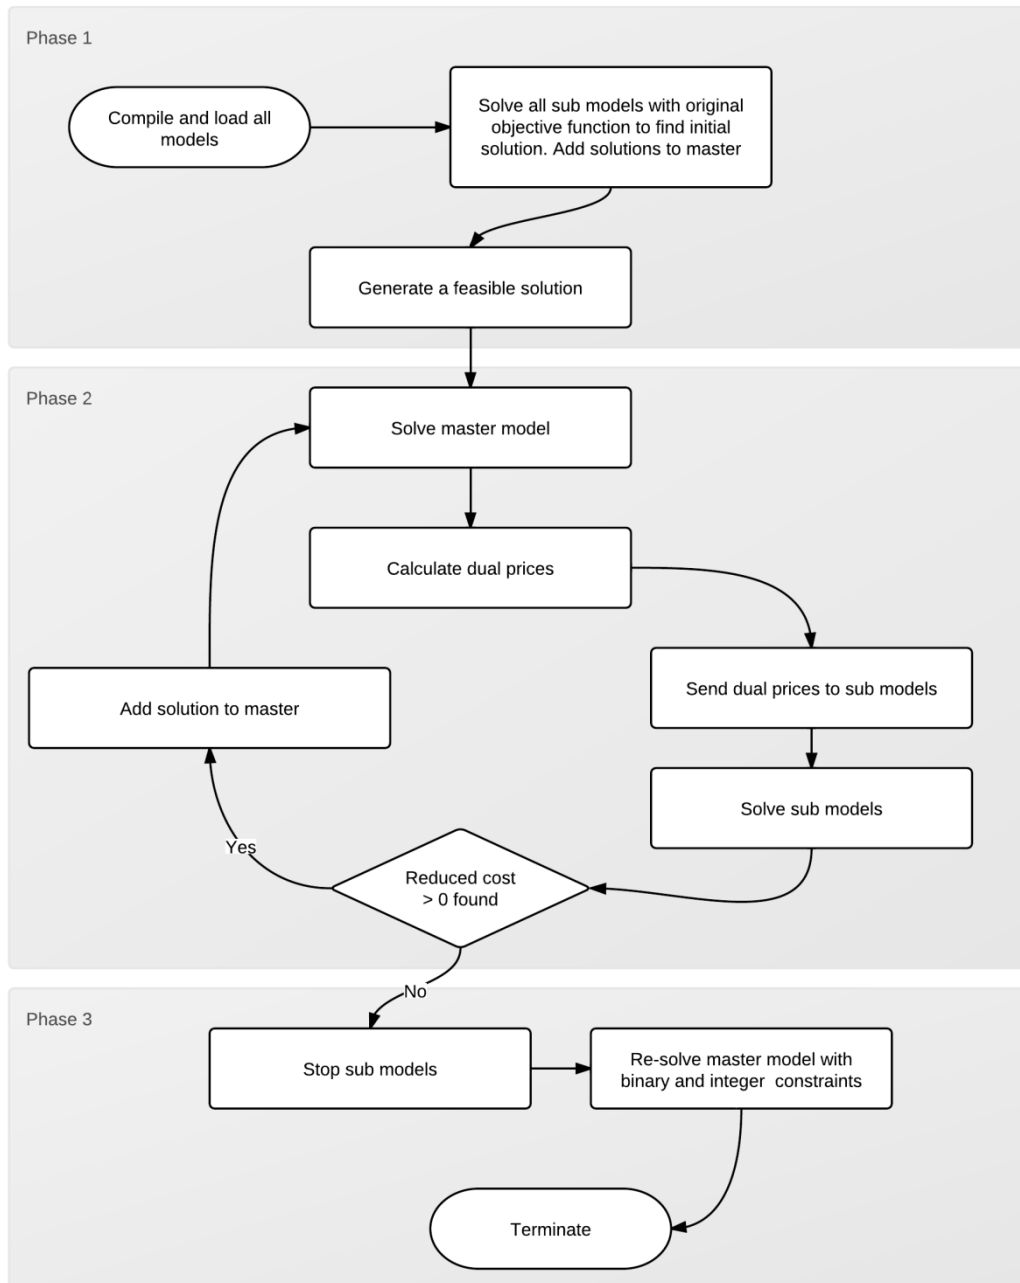 Phase 1
Compile and load all
models
Solve all sub models with original
objective function to find initial
solution. Add solutions to master
Generate a feasible solution
Phase 2
Solve master model
Calculate dual prices
Send dual prices to sub models
Add solution to master
Solve sub models
Yes
Reduced cost
> 0 found
No
Phase 3
Stop sub models
Re-solve master model with
binary and integer constraints
Terminate